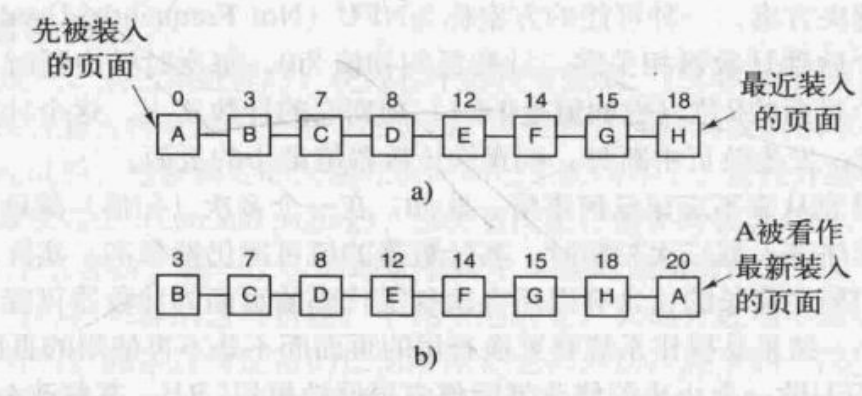 先被装入
的页面
0 3 7 8 12 14 15 18
A B C D E F G H
最近装入
的页面
a)
3 7 8 12 14 15 18 20
B C D E F G H A
A被看作
最新装入
的页面
b)